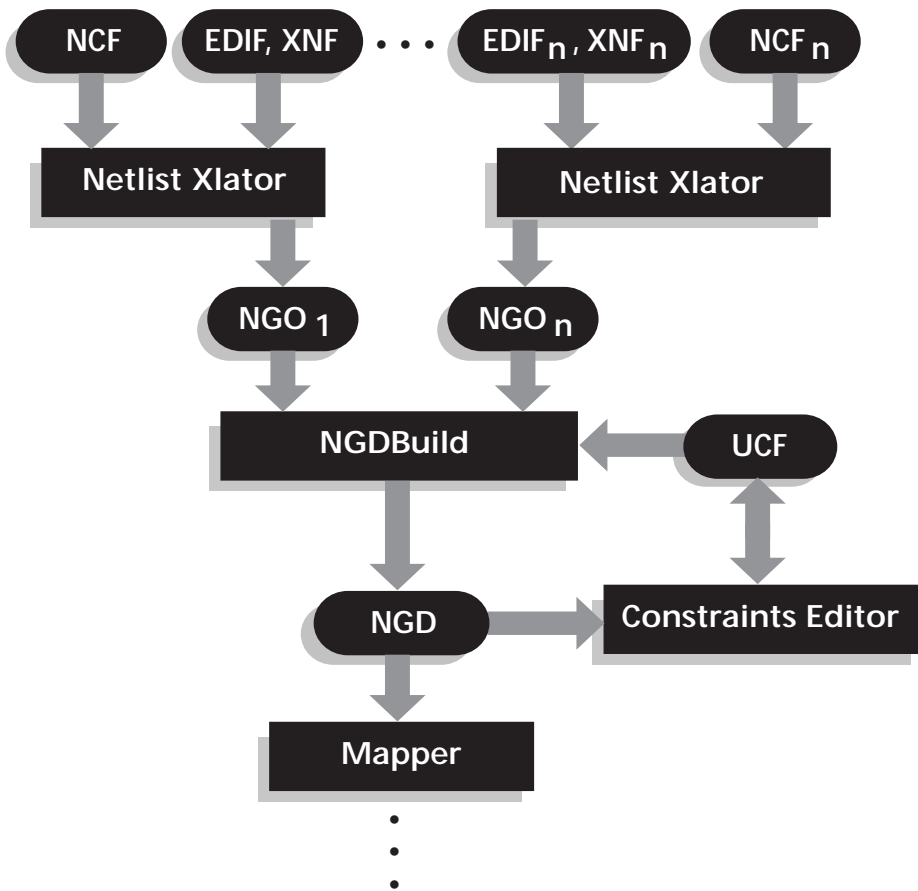 NCF
EDIF, XNF
• • •
EDIFn, XNFn
NCFn
Netlist Xlator
Netlist Xlator
NGO 1
NGO n
NGDBuild
UCF
NGD
Constraints Editor
Mapper